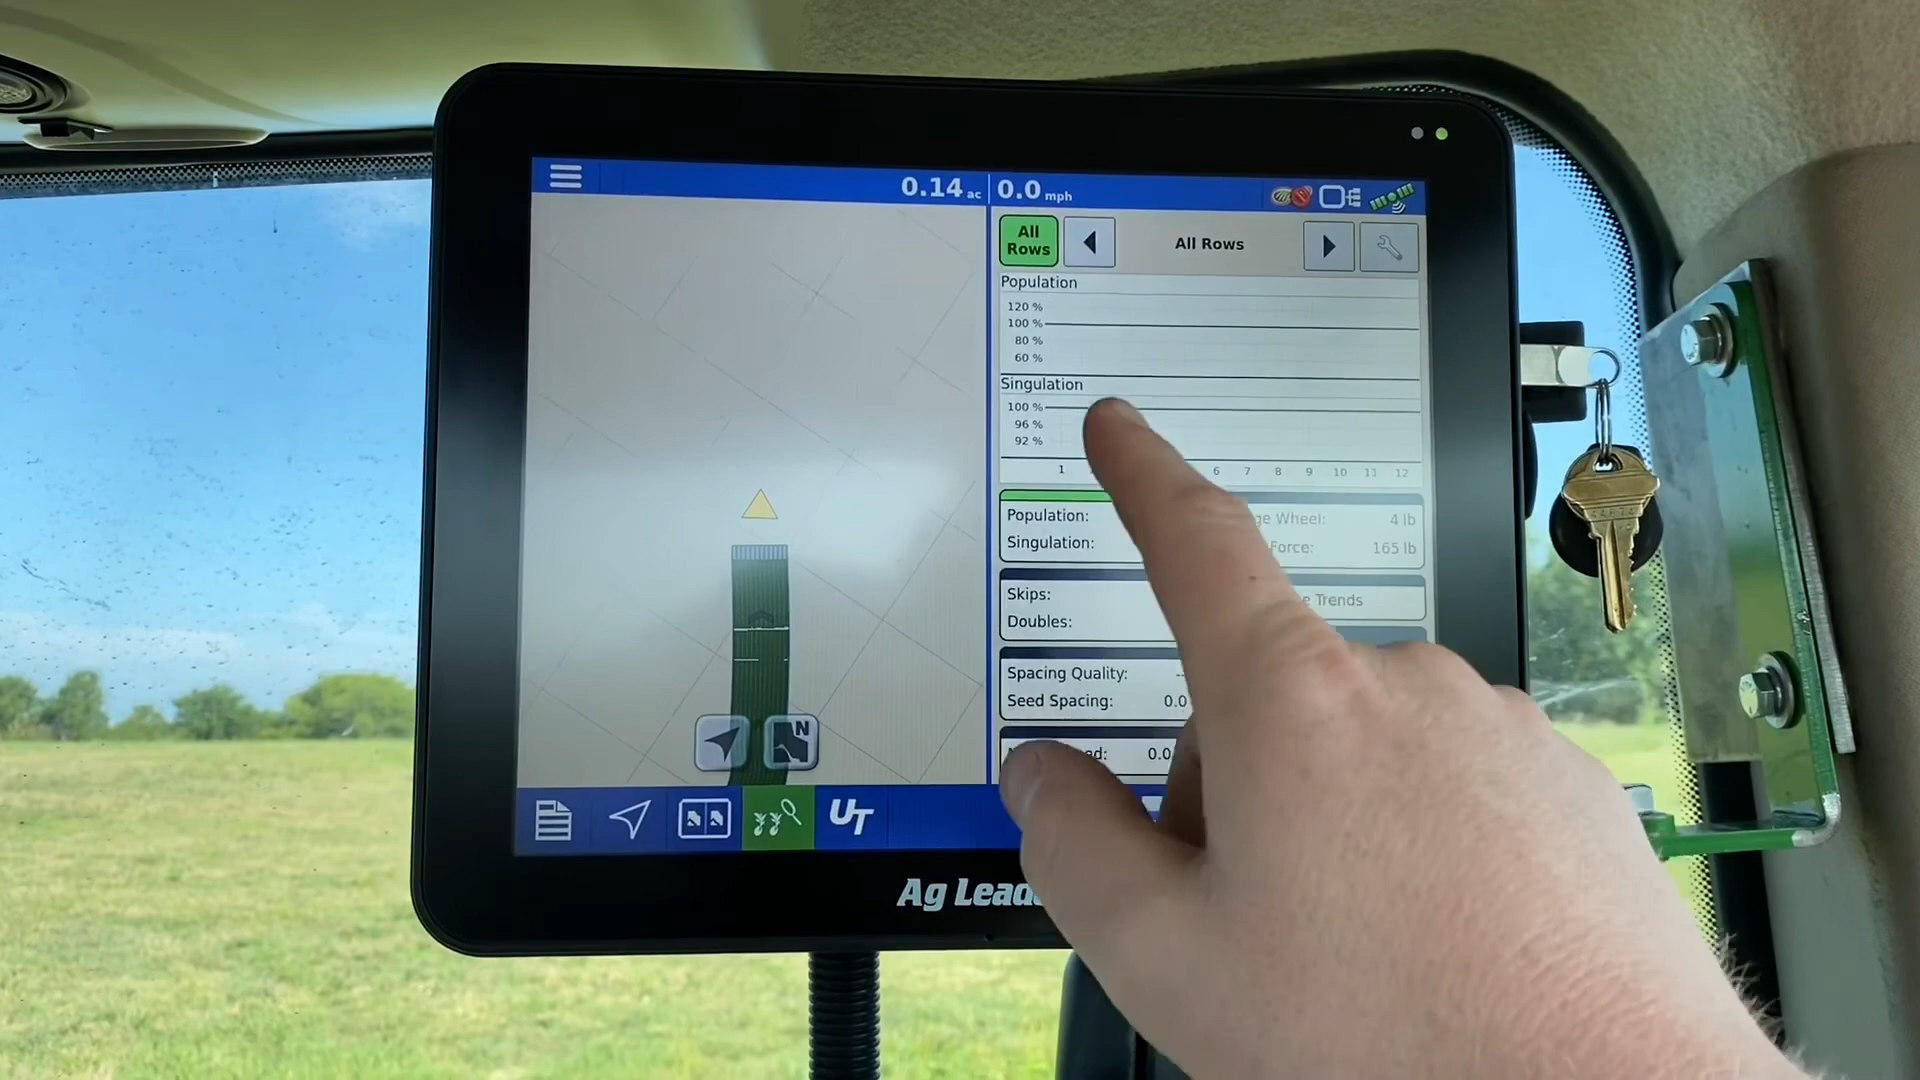 0.14 ac
0.0 mph
All
Rows
All Rows
Population
120 %
100 %
80 %
60 %
Singulation
100 %
96 %
92 %
1 6 7 8 9 10 11 12
Population:
Singulation:
Wheel: 4 lb
Force: 165 lb
Skips:
Doubles:
Trends
Spacing Quality:
Seed Spacing: 0.0
0.0
N
UT
Ag Lead